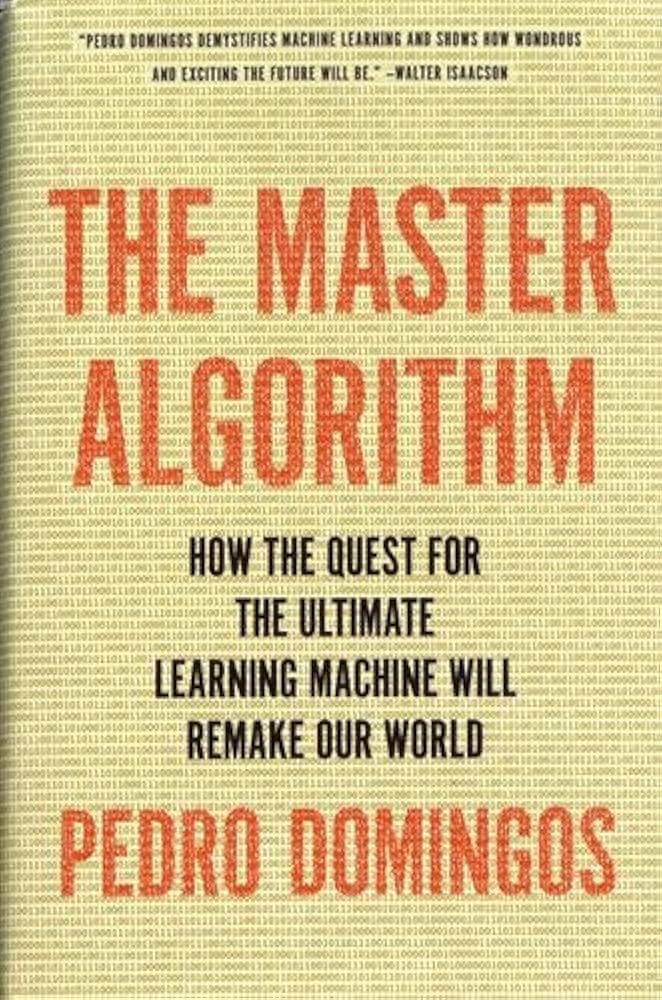 "PEDRO DOMINGOS DEMYSTIFIES MACHINE LEARNING AND SHOWS HOW WONDROUS
AND EXCITING THE FUTURE WILL BE." –WALTER ISAACSON
THE MASTER
ALGORITHM
HOW THE QUEST FOR
THE ULTIMATE
LEARNING MACHINE WILL
REMAKE OUR WORLD
PEDRO DOMINGOS